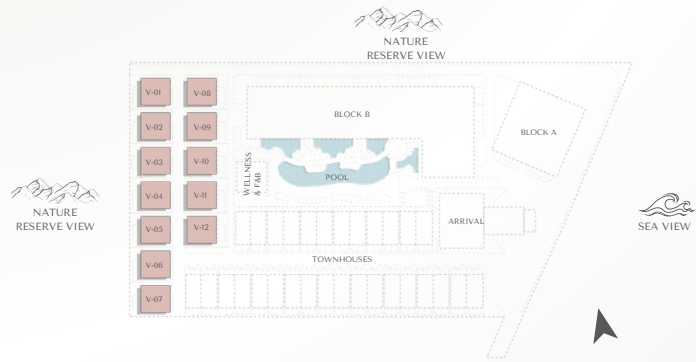 NATURE
RESERVE VIEW
V-01
V-08
BLOCK B
V-02
V-09
BLOCK A
V-03
V-10
WELLNESS
& F&B
POOL
NATURE
RESERVE VIEW
V-04
V-11
ARRIVAL
SEA VIEW
V-05
V-12
V-06
TOWNHOUSES
V-07